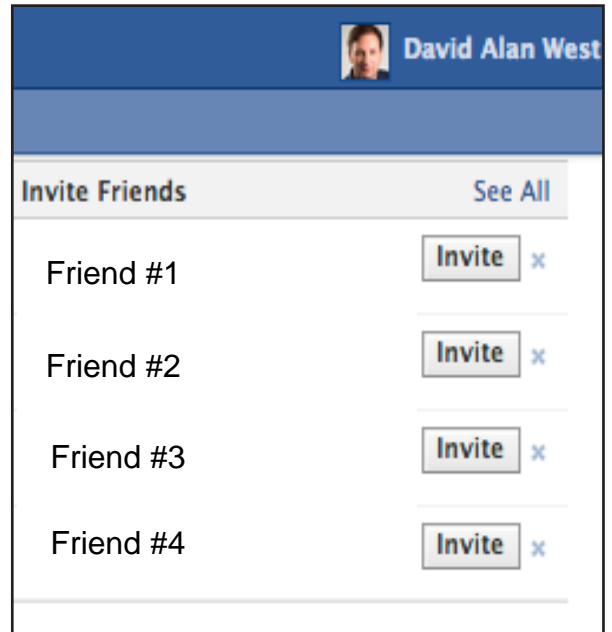 David Alan West
Invite Friends See All
Friend #1 Invite x
Friend #2 Invite x
Friend #3 Invite x
Friend #4 Invite x